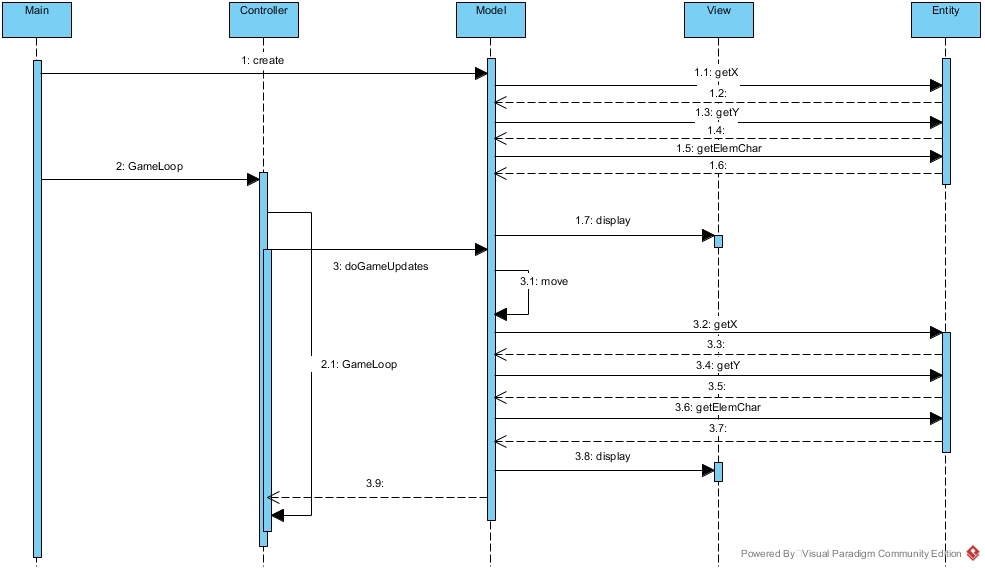 Main
Controller
Model
View
Entity
1: create
1.1: getX
1.2:
1.3: getY
1.4:
1.5: getElemChar
1.6:
2: GameLoop
1.7: display
3: doGameUpdates
3.1: move
3.2: getX
3.3:
3.4: getY
2.1: GameLoop
3.5:
3.6: getElemChar
3.7:
3.8: display
3.9:
Powered By Visual Paradigm Community Edition